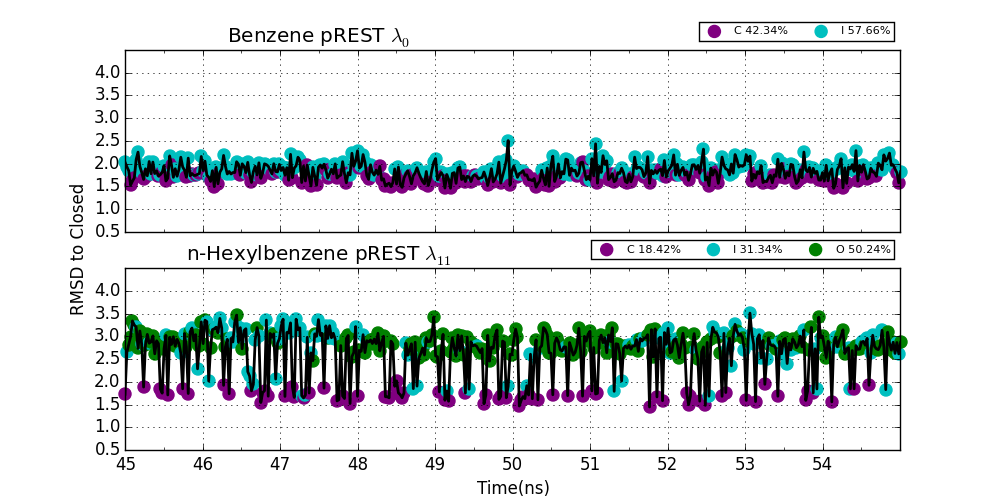 Benzene pREST λ0
C 42.34% I 57.66%
4.0
3.5
3.0
2.5
2.0
1.5
1.0
0.5
RMSD to Closed
n-Hexylbenzene pREST λ11
C 18.42% I 31.34% O 50.24%
4.0
3.5
3.0
2.5
2.0
1.5
1.0
0.5
45 46 47 48 49 50 51 52 53 54
Time(ns)